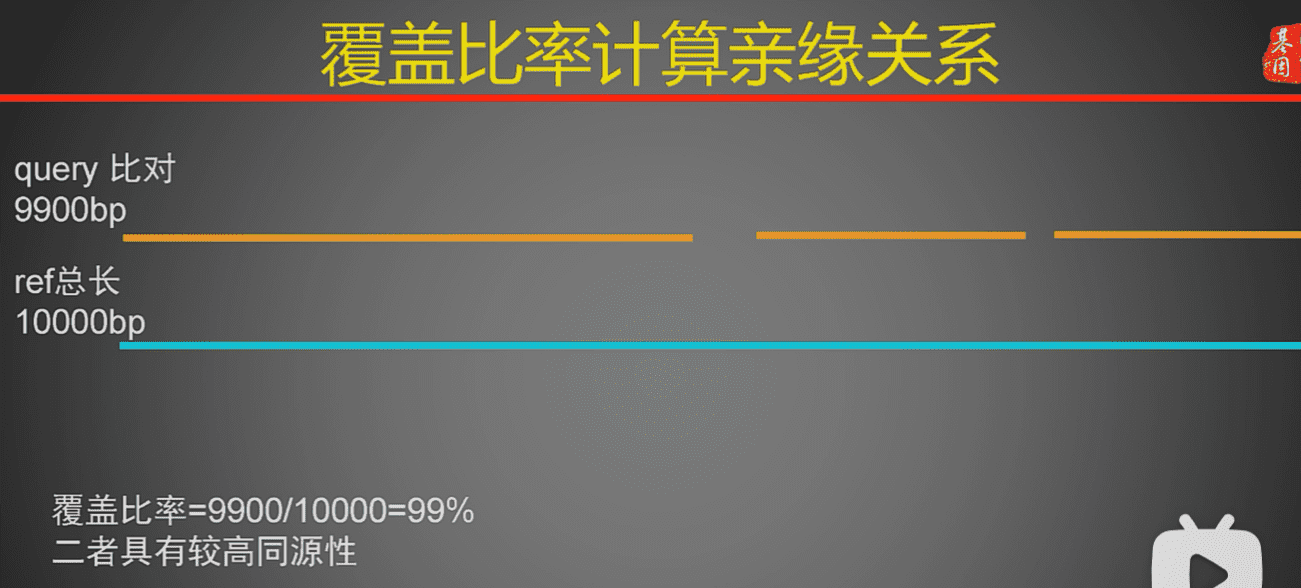 覆盖比率计算亲缘关系
基因
query 比对
9900bp
ref总长
10000bp
覆盖比率=9900/10000=99%
二者具有较高同源性